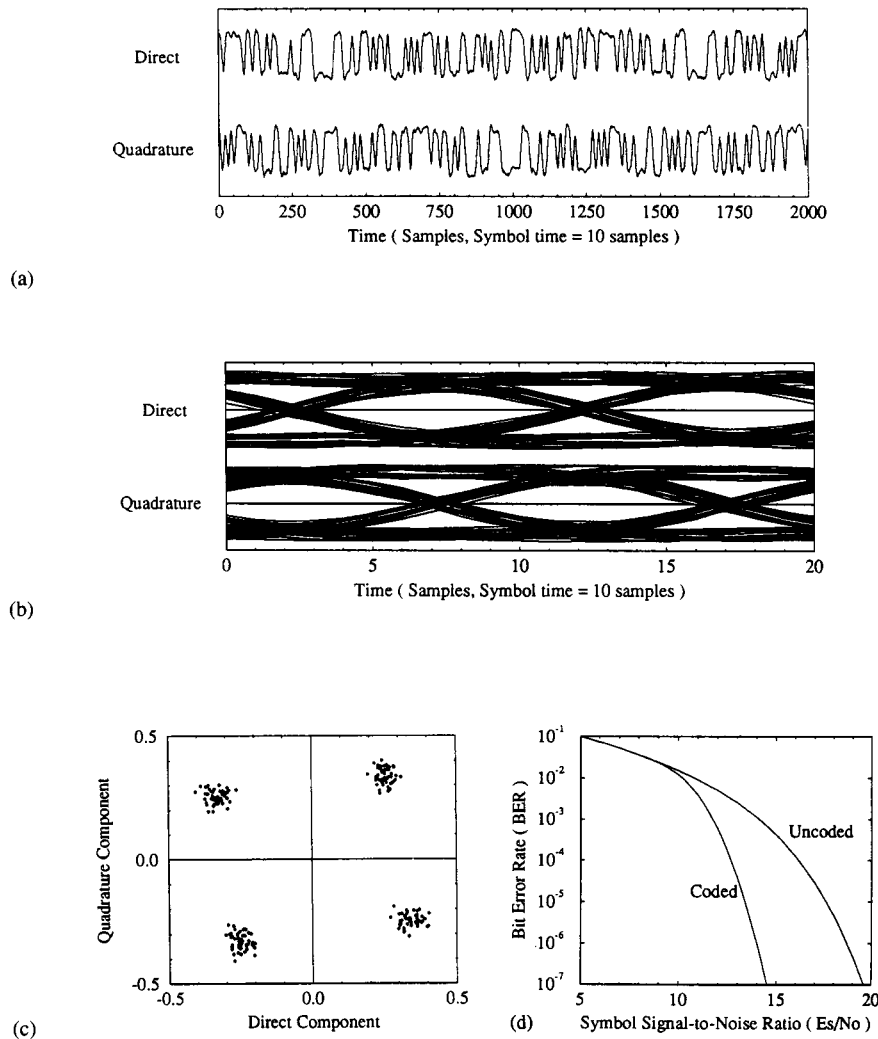 Direct
Quadrature
0 250 500 750 1000 1250 1500 1750 2000
Time ( Samples, Symbol time = 10 samples )
(a)
Direct
Quadrature
0 5 10 15 20
Time ( Samples, Symbol time = 10 samples )
(b)
0.5
0.0
-0.5
Quadrature Component
-0.5 0.0 0.5
Direct Component
(c)
10-1
10-2
10-3
10-4
10-5
10-6
10-7
Bit Error Rate ( BER )
Uncoded
Coded
5 10 15 20
Symbol Signal-to-Noise Ratio ( Es/No )
(d)